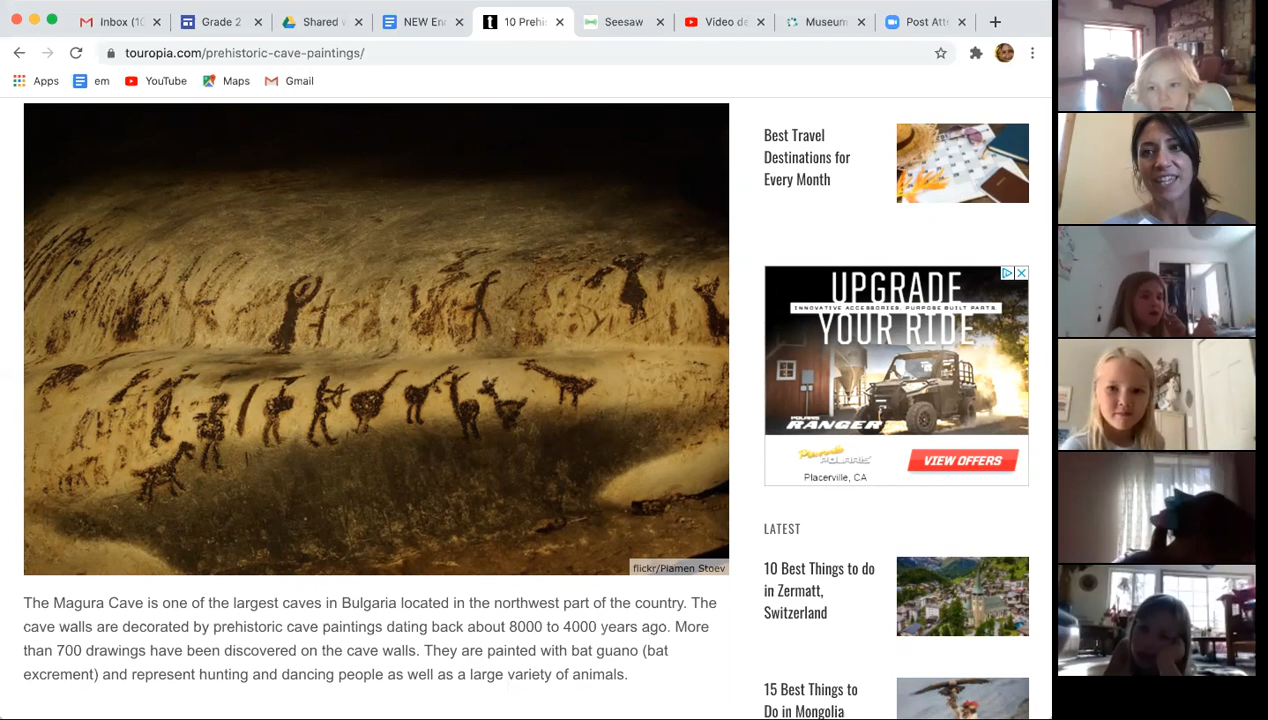 Inbox (10
Grade 2
Shared w
NEW En
10 Prehi
Seesaw
Video de
Museum
Post Att
touropia.com/prehistoric-cave-paintings/
Apps
em
YouTube
Maps
Gmail
Best Travel
Destinations for
Every Month
UPGRADE
INNOVATIVE ACCESSORIES. PURPOSE BUILT PARTS.
YOUR RIDE
RANGER
POLARIS
VIEW OFFERS
Placerville, CA
LATEST
10 Best Things to do
in Zermatt,
Switzerland
15 Best Things to
Do in Mongolia
flickr/Plamen Stoev
The Magura Cave is one of the largest caves in Bulgaria located in the northwest part of the country. The
cave walls are decorated by prehistoric cave paintings dating back about 8000 to 4000 years ago. More
than 700 drawings have been discovered on the cave walls. They are painted with bat guano (bat
excrement) and represent hunting and dancing people as well as a large variety of animals.